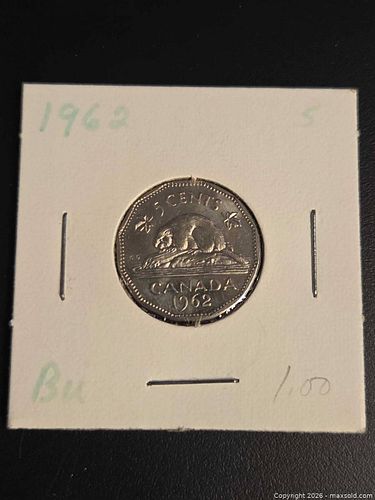 1962 5
5 CENTS
CANADA
1962
Bu 1.00
Copyright 2026 - maxsold.com